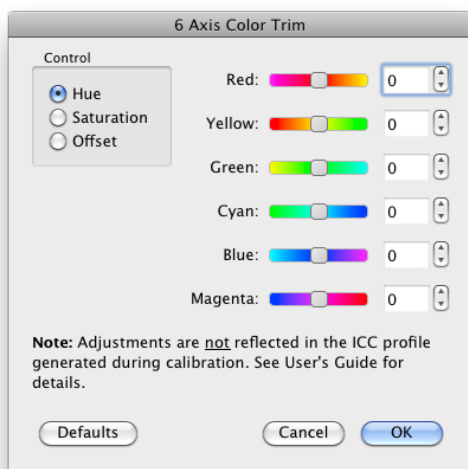 6 Axis Color Trim
Control
Hue
Saturation
Offset
Red: 0
Yellow: 0
Green: 0
Cyan: 0
Blue: 0
Magenta: 0
Note: Adjustments are not reflected in the ICC profile
generated during calibration. See User's Guide for
details.
Defaults Cancel OK